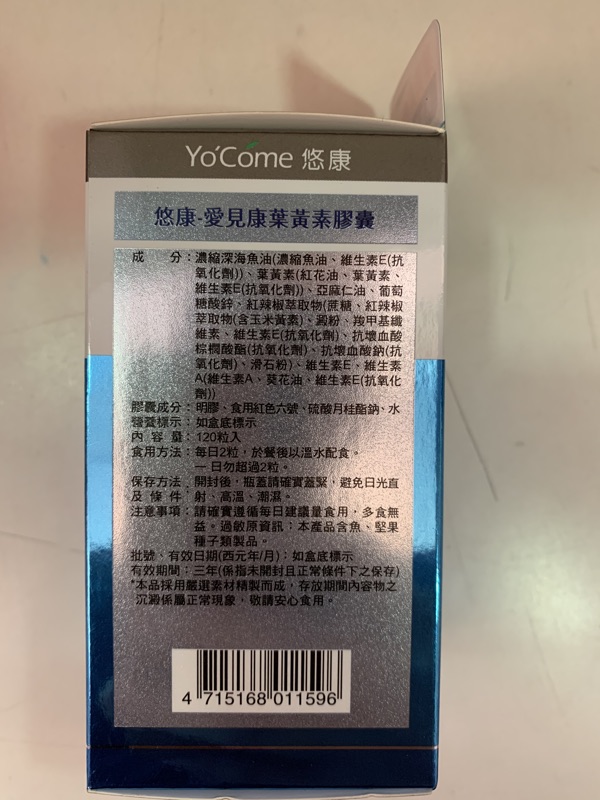 Yo'Come 悠康
悠康-愛見康葉黃素膠囊
成 分：濃縮深海魚油(濃縮魚油、維生素E(抗
氧化劑))、葉黃素(紅花油、葉黃素、
維生素E(抗氧化劑))、亞麻仁油、葡萄
糖酸鋅、紅辣椒萃取物(蔗糖、紅辣椒
萃取物(含玉米黃素)、澱粉、羧甲基纖
維素、維生素E(抗氧化劑)、抗壞血酸
棕櫚酸酯(抗氧化劑)、抗壞血酸鈉(抗
氧化劑)、滑石粉)、維生素E、維生素
A(維生素A、葵花油、維生素E(抗氧化
劑))
膠囊成分：明膠、食用紅色六號、硫酸月桂酯鈉、水
營養標示：如盒底標示
內 容 量：120粒入
食用方法：每日2粒，於餐後以溫水配食。
一日勿超過2粒。
保存方法：開封後，瓶蓋請確實蓋緊，避免日光直
及 條 件 射、高溫、潮濕。
注意事項：請確實遵循每日建議量食用，多食無
益。過敏原資訊：本產品含魚、堅果
種子類製品。
批號、有效日期(西元年/月)：如盒底標示
有效期間：三年(係指未開封且正常條件下之保存)
*本品採用嚴選素材精製而成，存放期間內容物之
沉澱係屬正常現象，敬請安心食用。
4 715168 011596